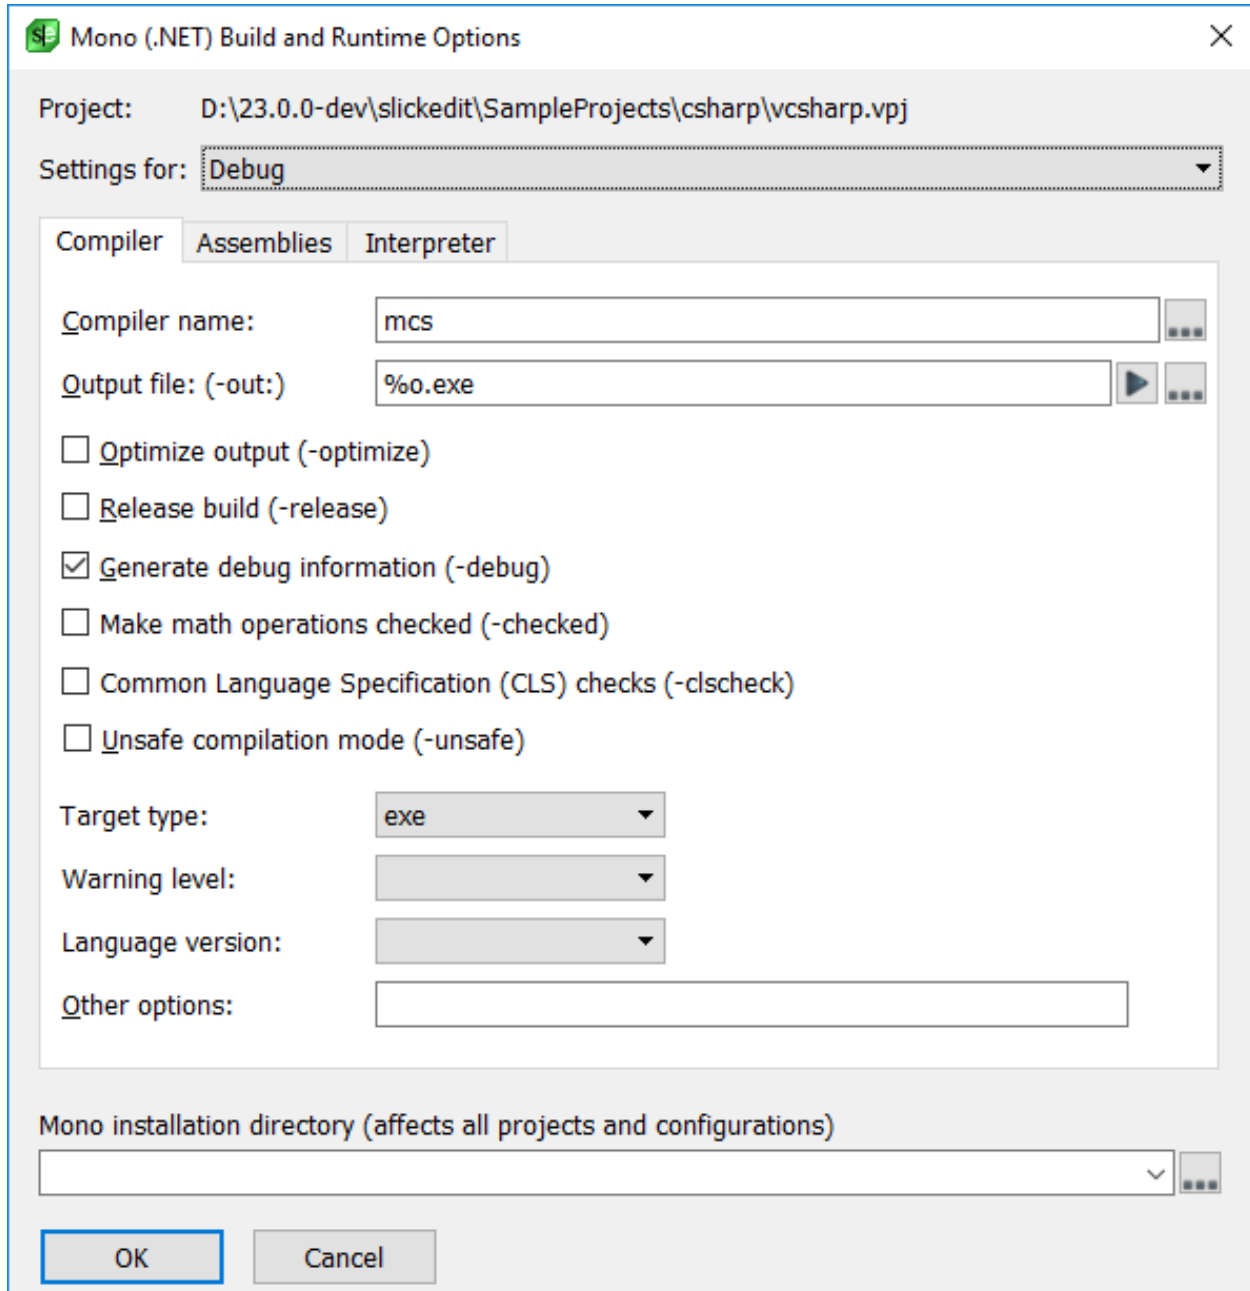 Mono (.NET) Build and Runtime Options
Project: D:\23.0.0-dev\slickedit\SampleProjects\csharp\vcsharp.vpj
Settings for: Debug
Compiler Assemblies Interpreter
Compiler name: mcs
Output file: (-out:) %o.exe
Optimize output (-optimize)
Release build (-release)
Generate debug information (-debug)
Make math operations checked (-checked)
Common Language Specification (CLS) checks (-clscheck)
Unsafe compilation mode (-unsafe)
Target type: exe
Warning level:
Language version:
Other options:
Mono installation directory (affects all projects and configurations)
OK Cancel